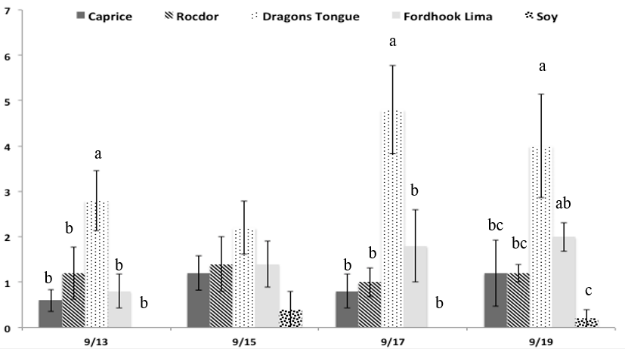 7
Caprice Rocdor Dragons Tongue Fordhook Lima Soy
6
a
a
5
4
a
3
b
b
ab
2
b
bc
bc
b
b
b
b
1
b
b
c
0
9/13 9/15 9/17 9/19